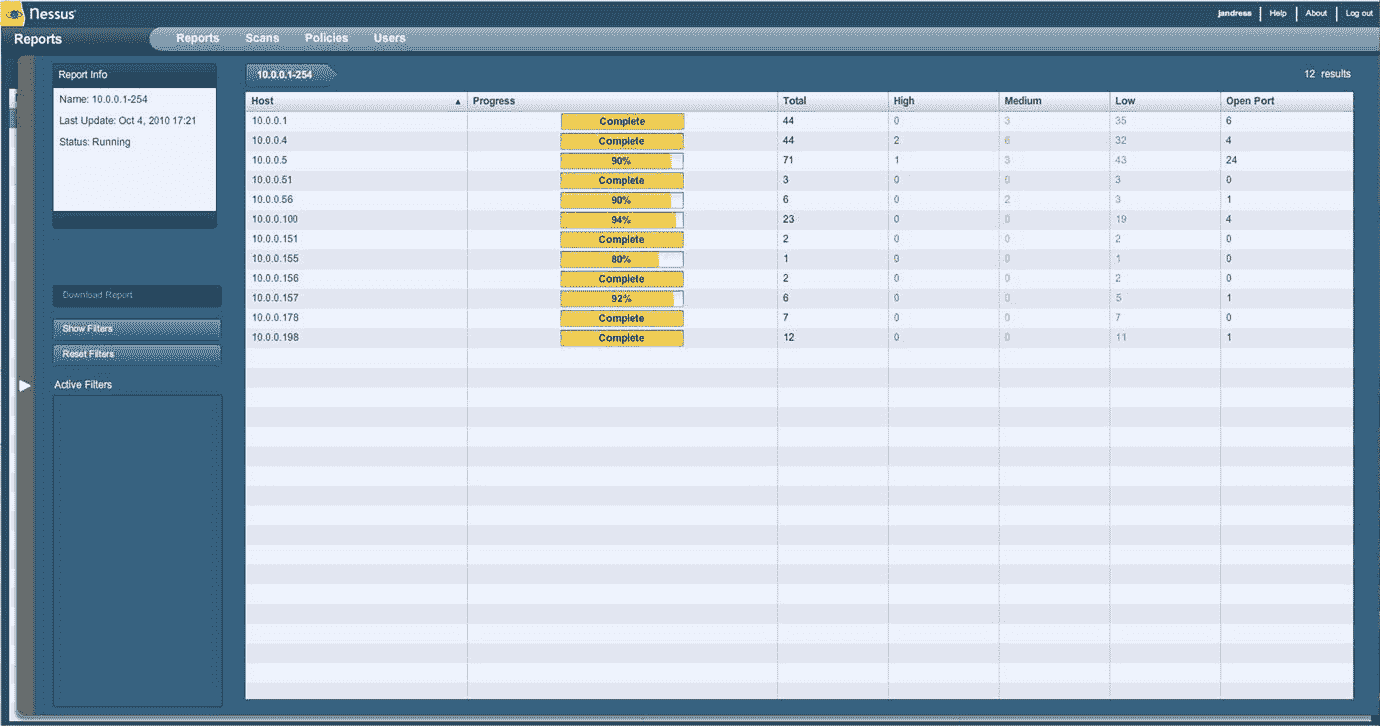 Nessus®
jandress Help About Log out
Reports Reports Scans Policies Users
Report Info
Name: 10.0.0.1-254
Last Update: Oct 4, 2010 17:21
Status: Running
Download Report
Show Filters
Reset Filters
Active Filters
10.0.0.1-254 12 results
Host Progress Total High Medium Low Open Port
10.0.0.1 Complete 44 0 3 35 6
10.0.0.4 Complete 44 2 6 32 4
10.0.0.5 90% 71 1 3 43 24
10.0.0.51 Complete 3 0 0 3 0
10.0.0.56 90% 6 0 2 3 1
10.0.0.100 94% 23 0 0 19 4
10.0.0.151 Complete 2 0 0 2 0
10.0.0.155 80% 1 0 0 1 0
10.0.0.156 Complete 2 0 0 2 0
10.0.0.157 92% 6 0 0 5 1
10.0.0.178 Complete 7 0 0 7 0
10.0.0.198 Complete 12 0 0 11 1